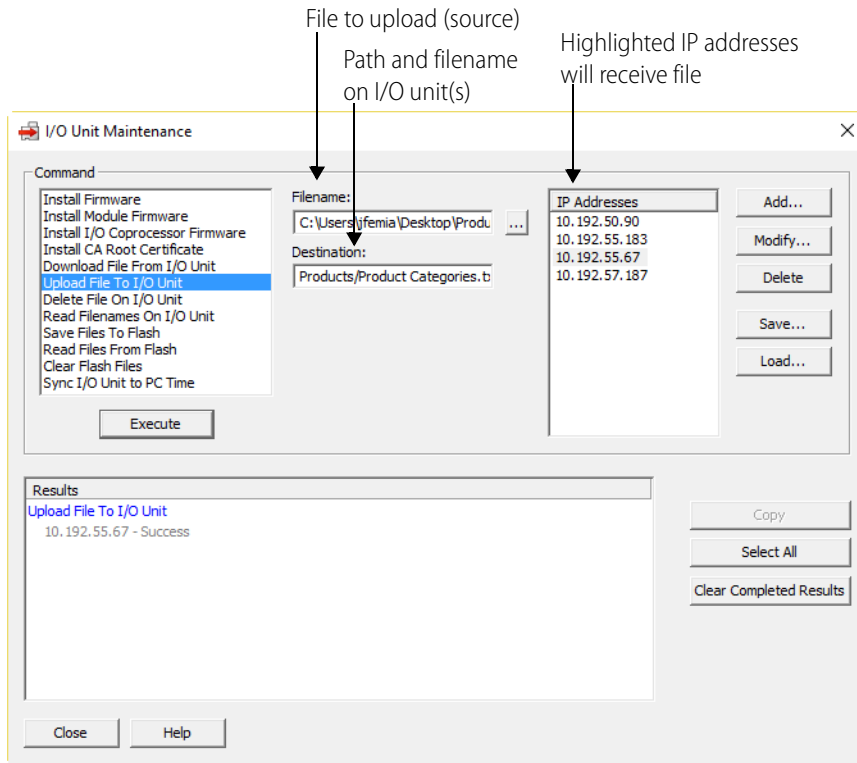 File to upload (source)
Path and filename
on I/O unit(s)
Highlighted IP addresses
will receive file
I/O Unit Maintenance
Command
Install Firmware
Install Module Firmware
Install I/O Coprocessor Firmware
Install CA Root Certificate
Download File From I/O Unit
Upload File To I/O Unit
Delete File On I/O Unit
Read Filenames On I/O Unit
Save Files To Flash
Read Files From Flash
Clear Flash Files
Sync I/O Unit to PC Time
Execute
Filename:
C:\Users\jfemia\Desktop\Produ
...
Destination:
Products/Product Categories.t
IP Addresses
10.192.50.90
10.192.55.183
10.192.55.67
10.192.57.187
Add...
Modify...
Delete
Save...
Load...
Results
Upload File To I/O Unit
10.192.55.67 - Success
Copy
Select All
Clear Completed Results
Close
Help